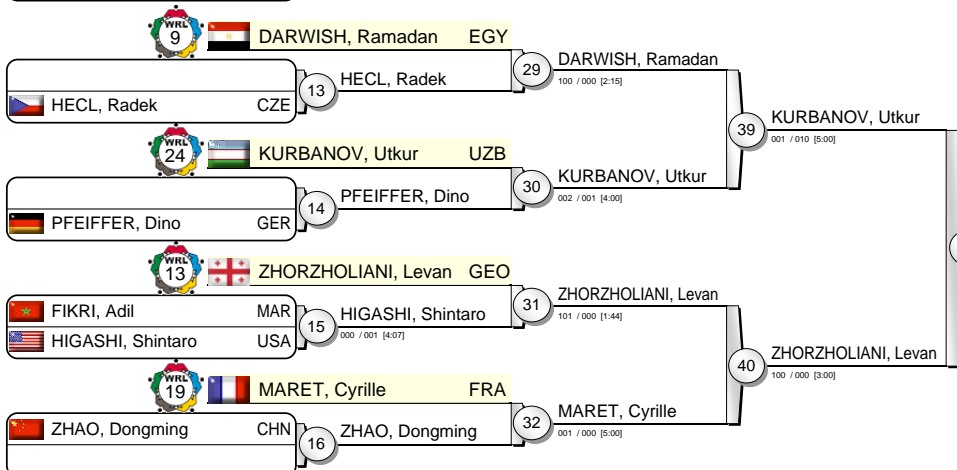 WRL
9
DARWISH, Ramadan EGY
HECL, Radek CZE
13
HECL, Radek
29
DARWISH, Ramadan
100 / 000 [2:15]
WRL
24
KURBANOV, Utkur UZB
PFEIFFER, Dino GER
14
PFEIFFER, Dino
30
KURBANOV, Utkur
002 / 001 [4:00]
39
KURBANOV, Utkur
001 / 010 [5:00]
WRL
13
ZHORZHOLIANI, Levan GEO
FIKRI, Adil MAR
HIGASHI, Shintaro USA
15
HIGASHI, Shintaro
000 / 001 [4:07]
31
ZHORZHOLIANI, Levan
101 / 000 [1:44]
WRL
19
MARET, Cyrille FRA
ZHAO, Dongming CHN
16
ZHAO, Dongming
32
MARET, Cyrille
001 / 000 [5:00]
40
ZHORZHOLIANI, Levan
100 / 000 [3:00]